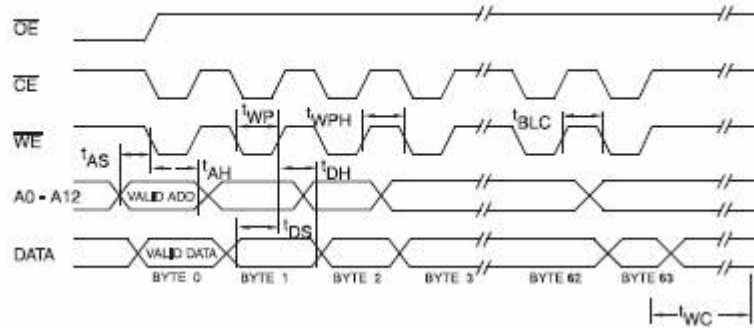 OE
CE
tWP tWPH tBLC
WE
tAS tAH tDH
A0 - A12 VALID ADD
tDS
DATA VALID DATA
BYTE 0 BYTE 1 BYTE 2 BYTE 3 BYTE 62 BYTE 63
tWC